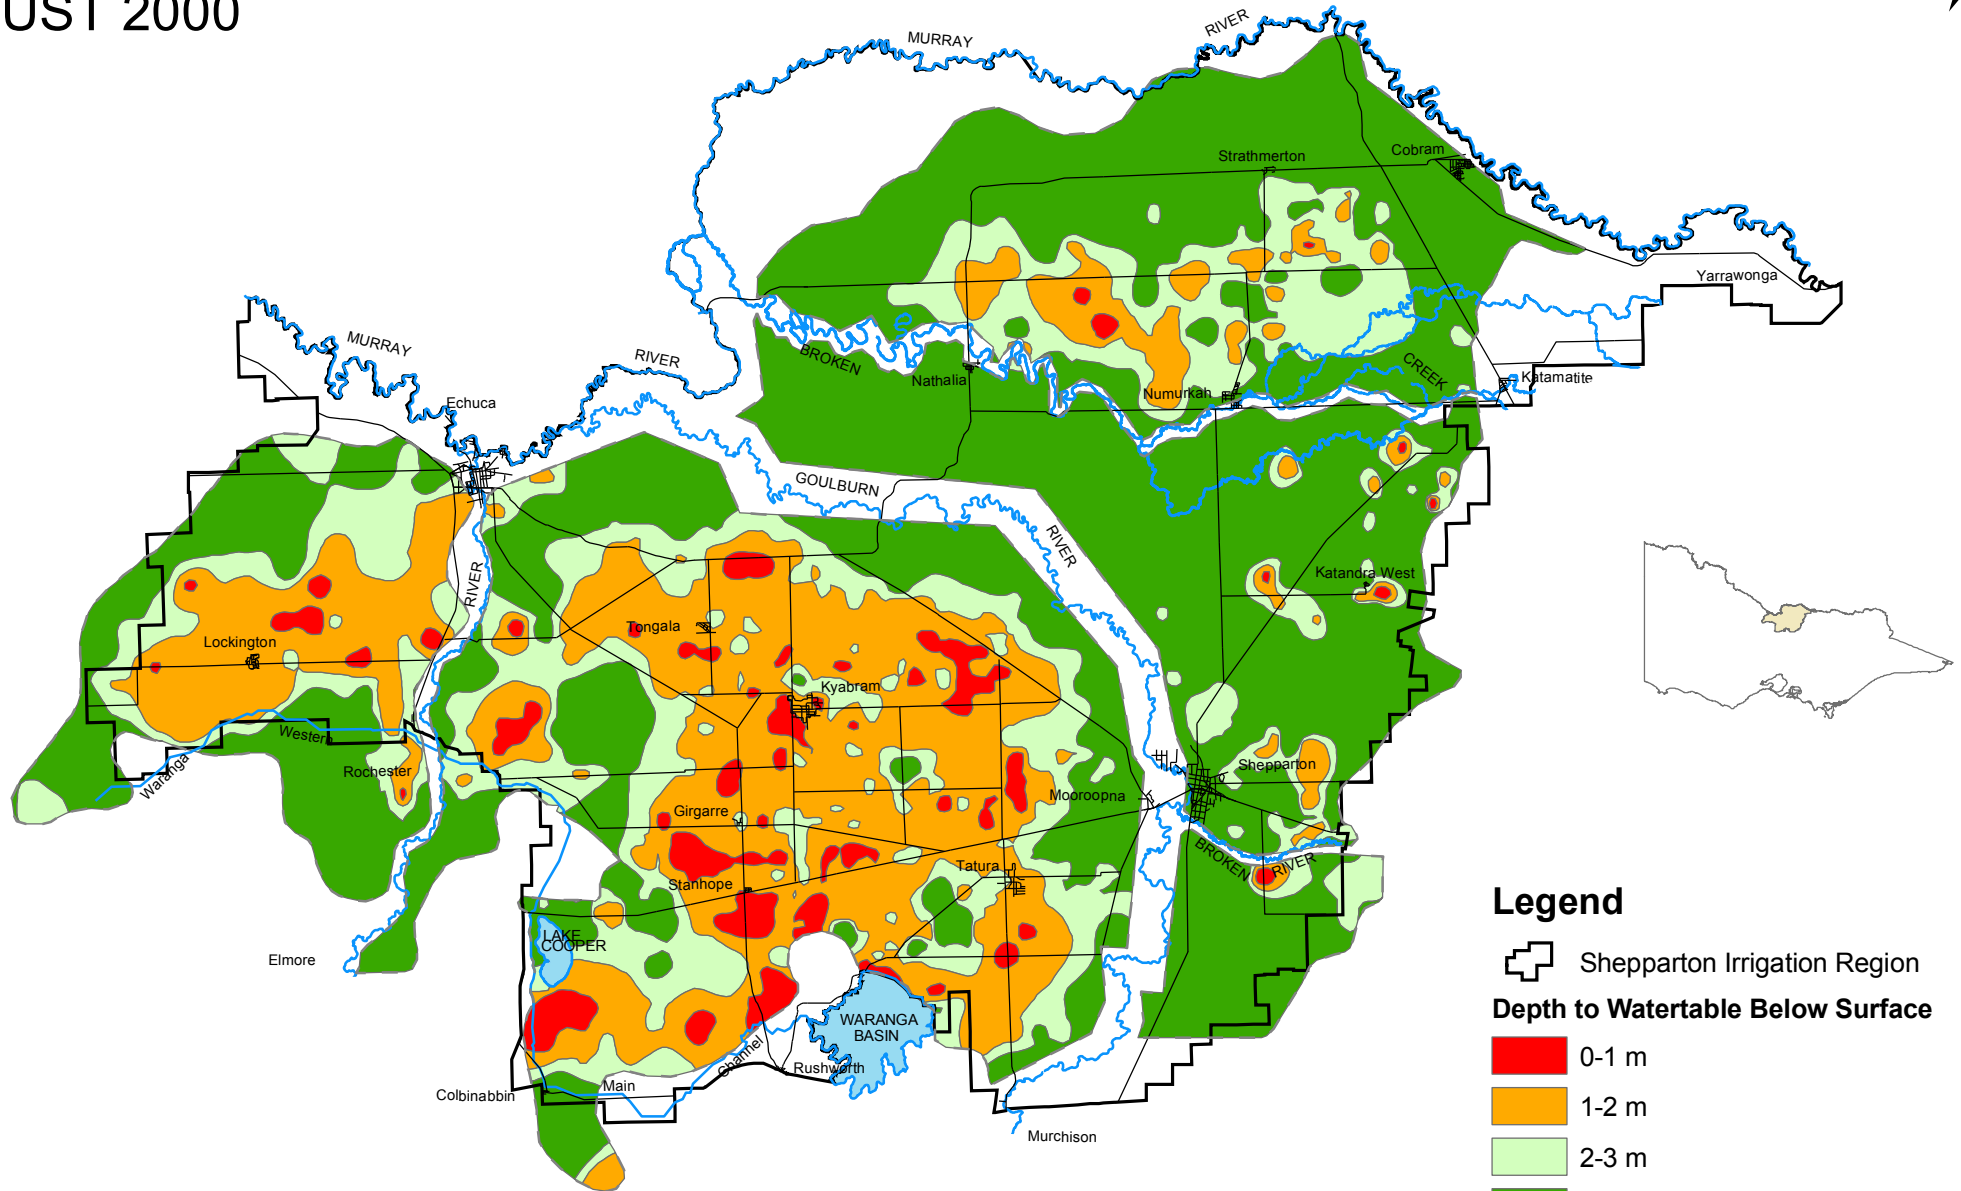 UST 2000
MURRAY
RIVER
Strathmerton
Cobram
Yarrawonga
MURRAY
RIVER
BROKEN
Nathalia
Numurkah
CREEK
Katamatite
Echuca
GOULBURN
RIVER
RIVER
Katandra West
Lockington
Tongala
Kyabram
Western
Waranga
Rochester
Girgarre
Mooroopna
Shepparton
BROKEN
RIVER
Stanhope
Tatura
Elmore
LAKE
COOPER
WARANGA
BASIN
Channel
Rushworth
Main
Colbinabbin
Murchison
Legend
Shepparton Irrigation Region
Depth to Watertable Below Surface
0-1 m
1-2 m
2-3 m